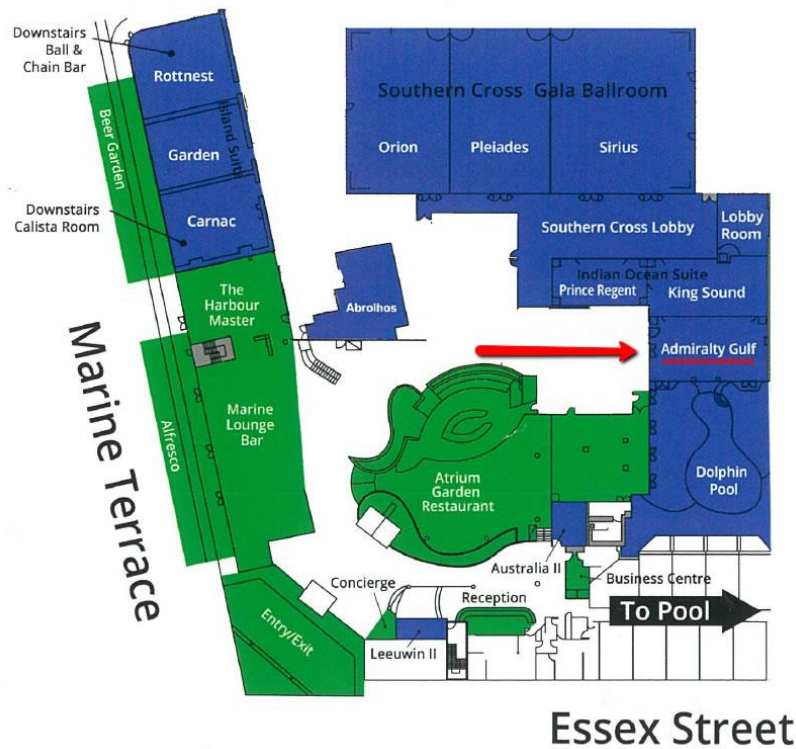 Downstairs
Ball &
Chain Bar
Rottnest
Island Suite
Garden
Beer Garden
Downstairs
Calista Room
Carnac
Southern Cross Gala Ballroom
Orion
Pleiades
Sirius
Southern Cross Lobby
Lobby
Room
Indian Ocean Suite
Prince Regent
King Sound
Admiralty Gulf
The
Harbour
Master
Abrolhos
Marine Terrace
Alfresco
Marine
Lounge
Bar
Atrium
Garden
Restaurant
Dolphin
Pool
Australia II
Business Centre
Concierge
Reception
To Pool
Entry/Exit
Leeuwin II
Essex Street